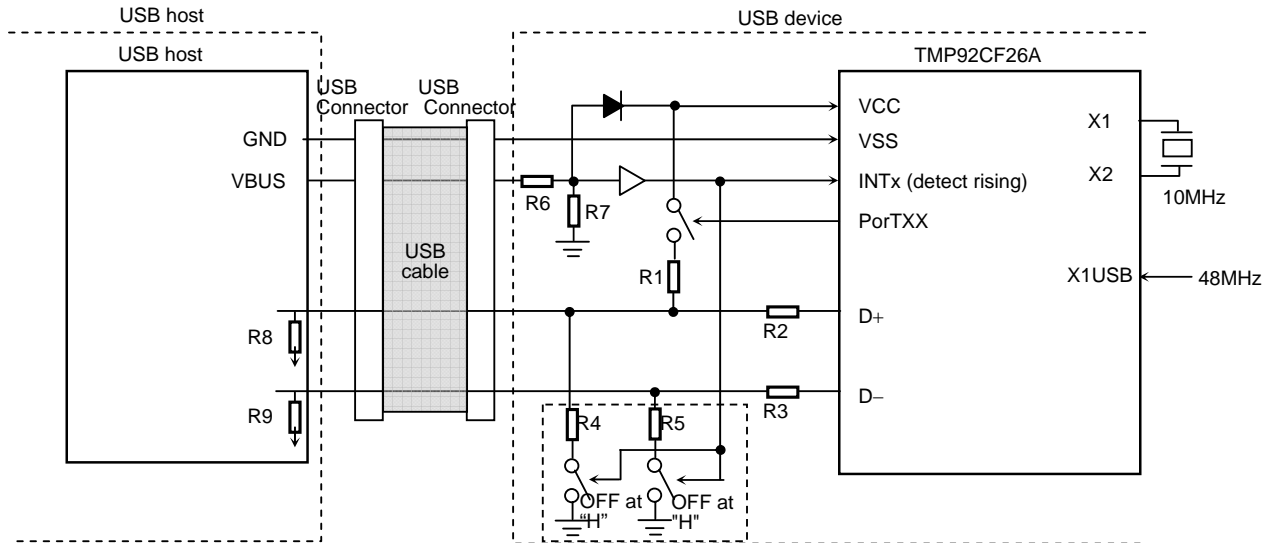 USB host
USB device
USB host
TMP92CF26A
USB
Connector
USB
Connector
VCC
GND
VSS
X1
VBUS
INTx (detect rising)
X2
R6
R7
10MHz
PorTXX
USB
cable
R1
X1USB
48MHz
R8
R2
D+
R9
R3
D−
R4
R5
OFF at
“H”
OFF at
"H"